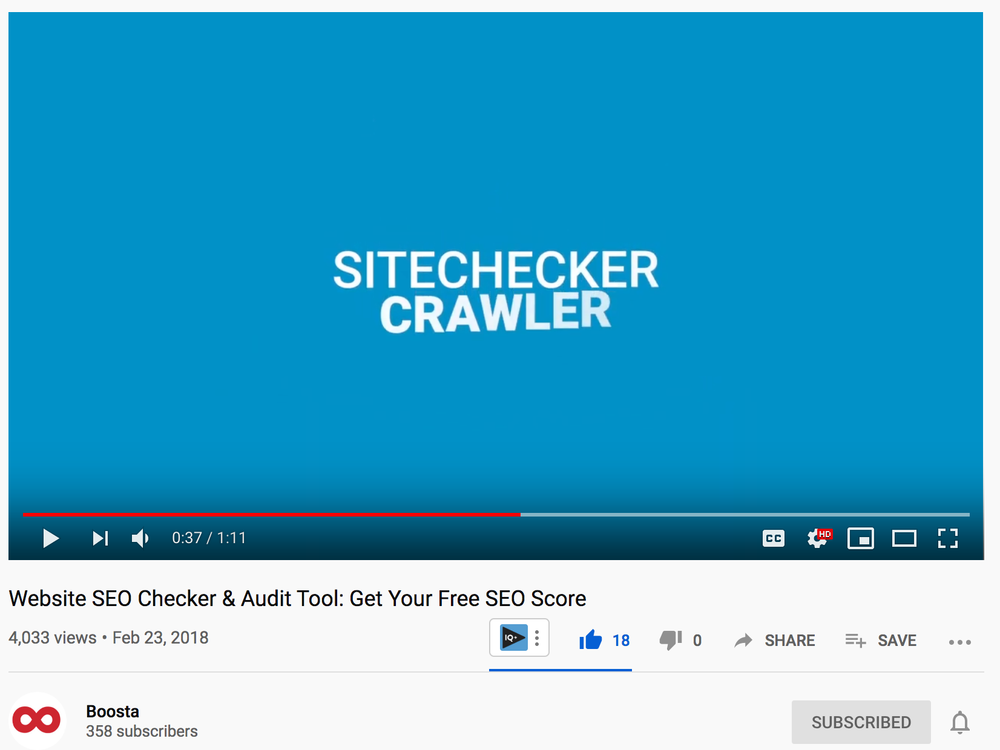 SITECHECKER
CRAWLER
0:37 / 1:11
CC
HD
Website SEO Checker & Audit Tool: Get Your Free SEO Score
4,033 views • Feb 23, 2018
IQ+
18
0
SHARE
SAVE
Boosta
358 subscribers
SUBSCRIBED